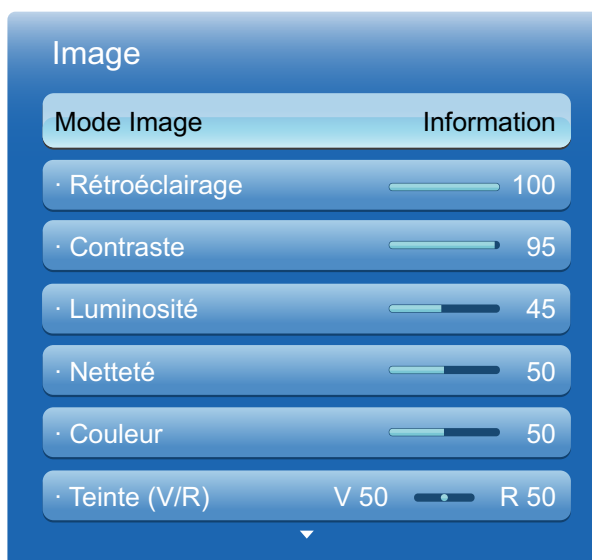 Image
Mode Image Information
· Rétroéclairage 100
· Contraste 95
· Luminosité 45
· Netteté 50
· Couleur 50
· Teinte (V/R) V 50 R 50